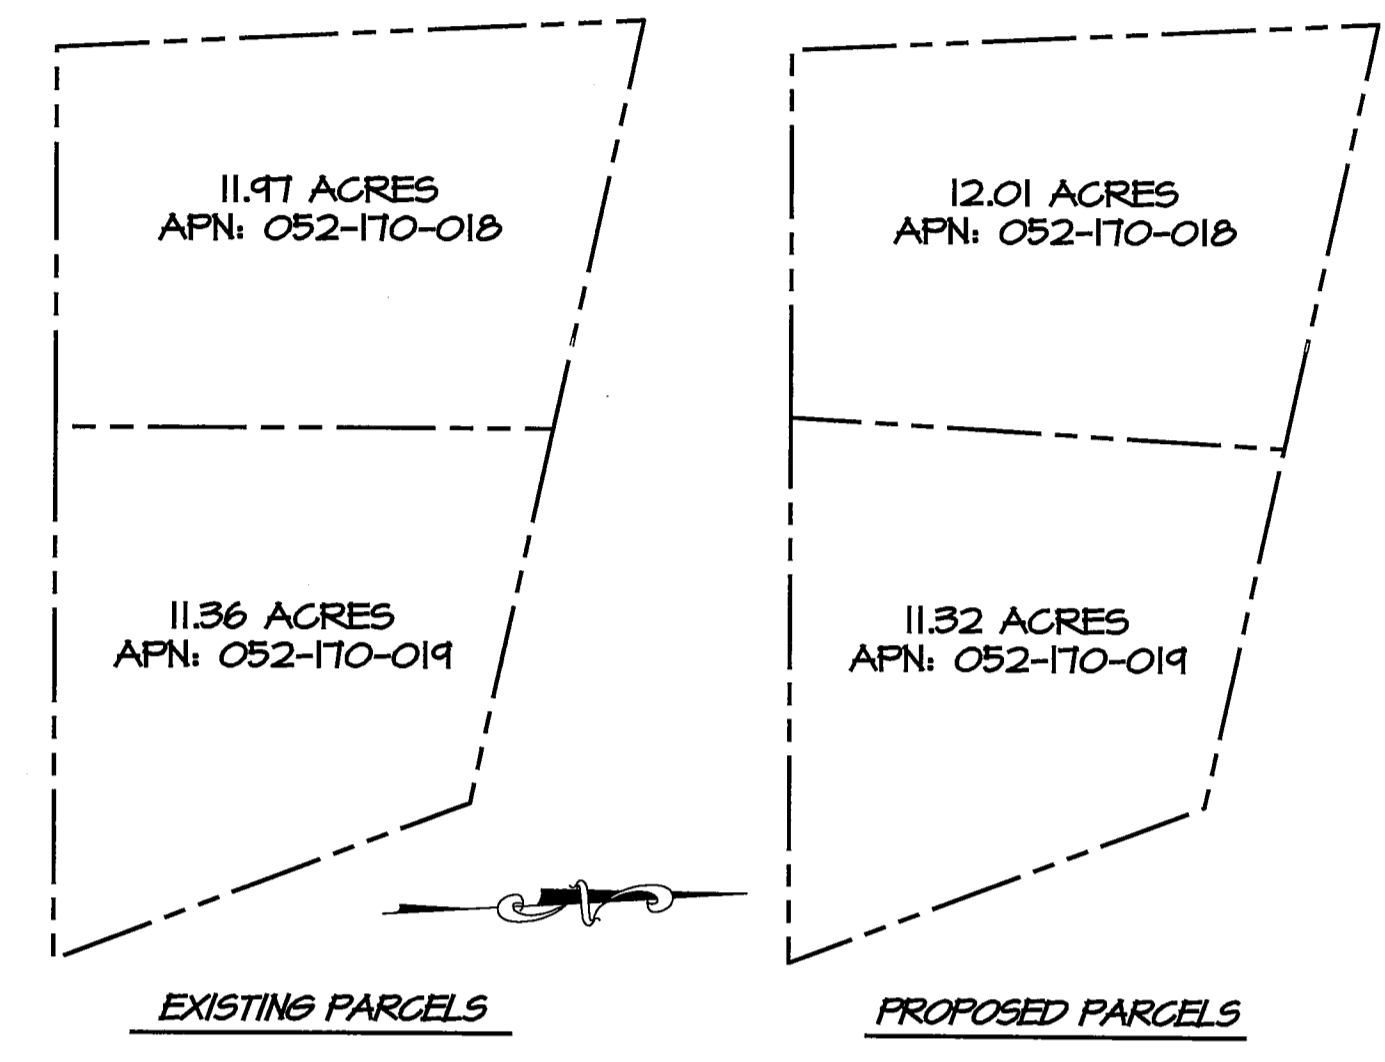 11.97 ACRES
APN: 052-170-018
11.36 ACRES
APN: 052-170-019
EXISTING PARCELS
12.01 ACRES
APN: 052-170-018
11.32 ACRES
APN: 052-170-019
PROPOSED PARCELS